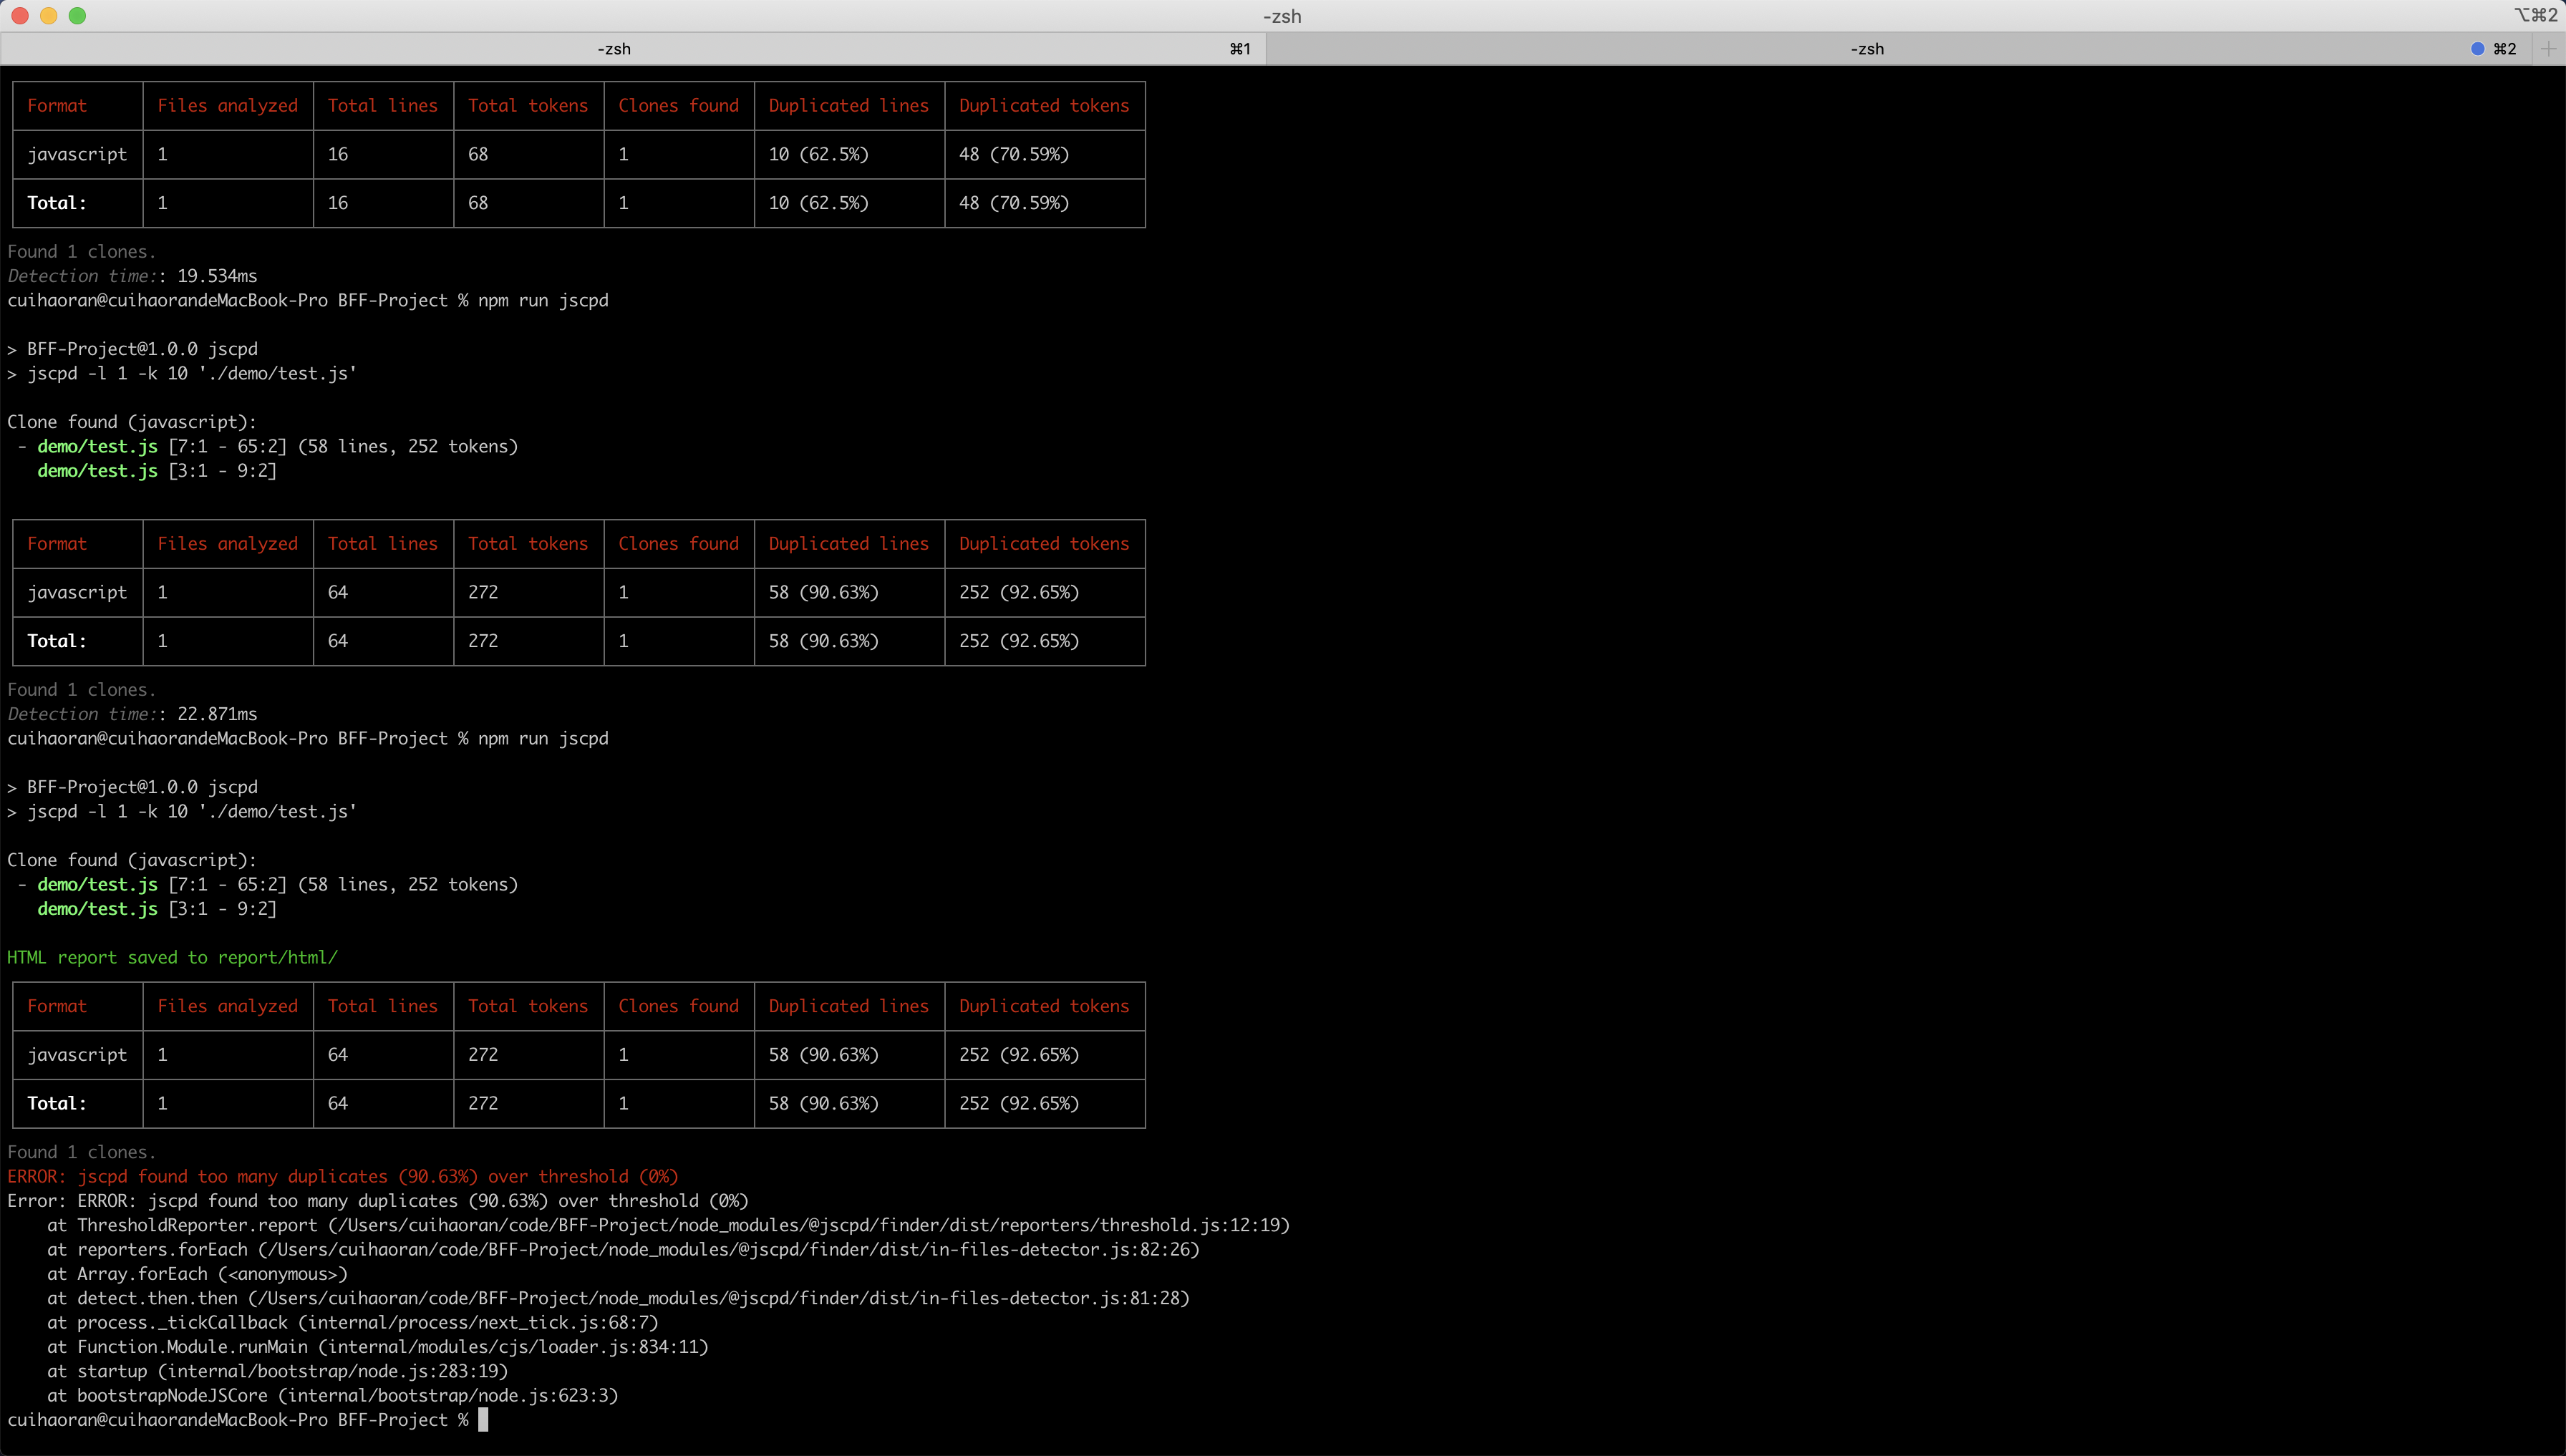 -zsh
⌥⌘2
-zsh ⌘1 -zsh ⌘2
Format Files analyzed Total lines Total tokens Clones found Duplicated lines Duplicated tokens
javascript 1 16 68 1 10 (62.5%) 48 (70.59%)
Total: 1 16 68 1 10 (62.5%) 48 (70.59%)
Found 1 clones.
Detection time:: 19.534ms
cuihaoran@cuihaorandeMacBook-Pro BFF-Project % npm run jscpd
> BFF-Project@1.0.0 jscpd
> jscpd -l 1 -k 10 './demo/test.js'
Clone found (javascript):
- demo/test.js [7:1 - 65:2] (58 lines, 252 tokens)
demo/test.js [3:1 - 9:2]
Format Files analyzed Total lines Total tokens Clones found Duplicated lines Duplicated tokens
javascript 1 64 272 1 58 (90.63%) 252 (92.65%)
Total: 1 64 272 1 58 (90.63%) 252 (92.65%)
Found 1 clones.
Detection time:: 22.871ms
cuihaoran@cuihaorandeMacBook-Pro BFF-Project % npm run jscpd
> BFF-Project@1.0.0 jscpd
> jscpd -l 1 -k 10 './demo/test.js'
Clone found (javascript):
- demo/test.js [7:1 - 65:2] (58 lines, 252 tokens)
demo/test.js [3:1 - 9:2]
HTML report saved to report/html/
Format Files analyzed Total lines Total tokens Clones found Duplicated lines Duplicated tokens
javascript 1 64 272 1 58 (90.63%) 252 (92.65%)
Total: 1 64 272 1 58 (90.63%) 252 (92.65%)
Found 1 clones.
ERROR: jscpd found too many duplicates (90.63%) over threshold (0%)
Error: ERROR: jscpd found too many duplicates (90.63%) over threshold (0%)
at ThresholdReporter.report (/Users/cuihaoran/code/BFF-Project/node_modules/@jscpd/finder/dist/reporters/threshold.js:12:19)
at reporters.forEach (/Users/cuihaoran/code/BFF-Project/node_modules/@jscpd/finder/dist/in-files-detector.js:82:26)
at Array.forEach (<anonymous>)
at detect.then.then (/Users/cuihaoran/code/BFF-Project/node_modules/@jscpd/finder/dist/in-files-detector.js:81:28)
at process._tickCallback (internal/process/next_tick.js:68:7)
at Function.Module.runMain (internal/modules/cjs/loader.js:834:11)
at startup (internal/bootstrap/node.js:283:19)
at bootstrapNodeJSCore (internal/bootstrap/node.js:623:3)
cuihaoran@cuihaorandeMacBook-Pro BFF-Project %